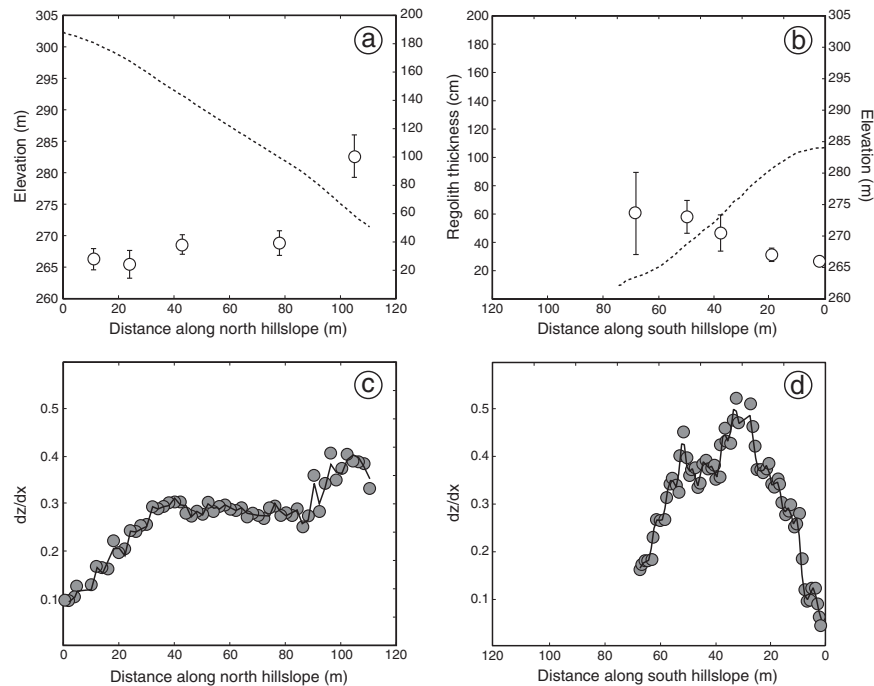 a
305
300
295
290
285
280
275
270
265
260
Elevation (m)
200
180
160
140
120
100
80
60
40
20
0 20 40 60 80 100 120
Distance along north hillslope (m)
b
200
180
160
140
120
100
80
60
40
20
Regolith thickness (cm)
305
300
295
290
285
280
275
270
265
260
Elevation (m)
120 100 80 60 40 20 0
Distance along south hillslope (m)
c
0.5
0.4
0.3
0.2
0.1
dz/dx
0 20 40 60 80 100 120
Distance along north hillslope (m)
d
0.5
0.4
0.3
0.2
0.1
dz/dx
120 100 80 60 40 20 0
Distance along south hillslope (m)